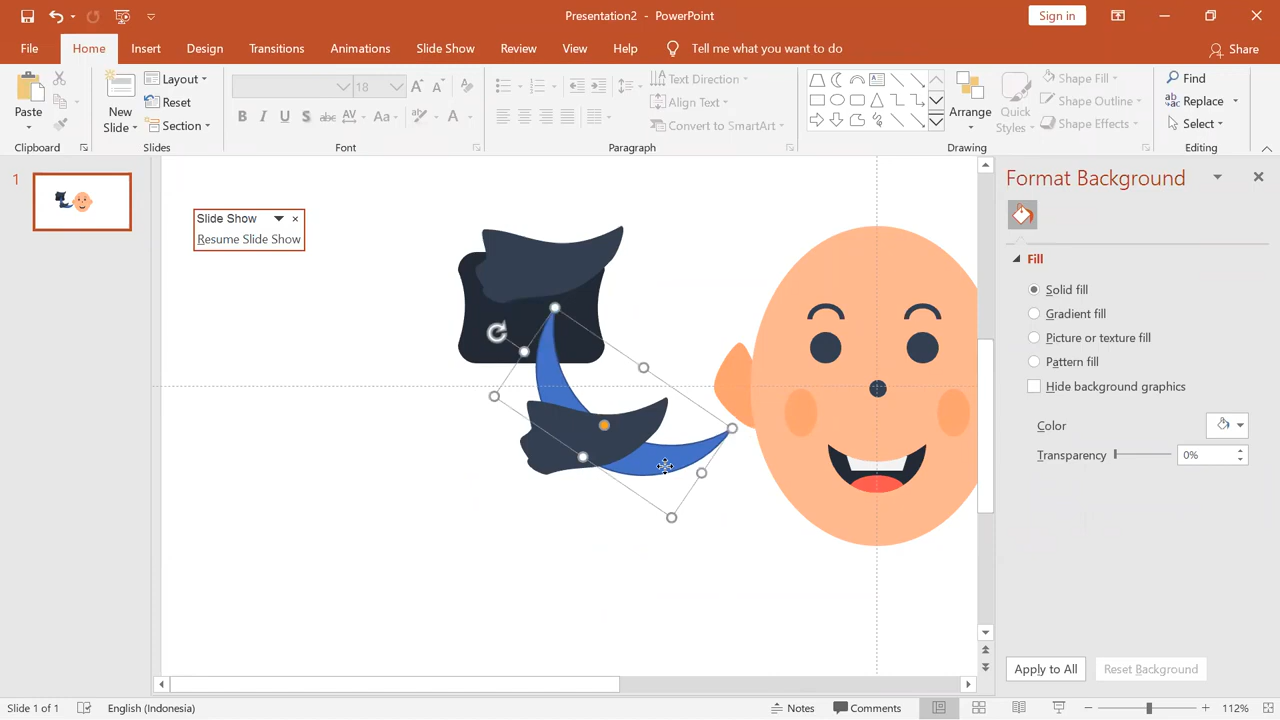 Presentation2 - PowerPoint
Sign in
File Home Insert Design Transitions Animations Slide Show Review View Help Tell me what you want to do Share
Paste
Clipboard
New Slide
Layout
Reset
Section
Slides
18
B I U S abc AV Aa A
Font
Text Direction
Align Text
Convert to SmartArt
Paragraph
Arrange
Quick Styles
Shape Fill
Shape Outline
Shape Effects
Drawing
Find
Replace
Select
Editing
1
Slide Show
Resume Slide Show
Format Background
Fill
Solid fill
Gradient fill
Picture or texture fill
Pattern fill
Hide background graphics
Color
Transparency 0%
Apply to All Reset Background
Slide 1 of 1 English (Indonesia) Notes Comments 112%